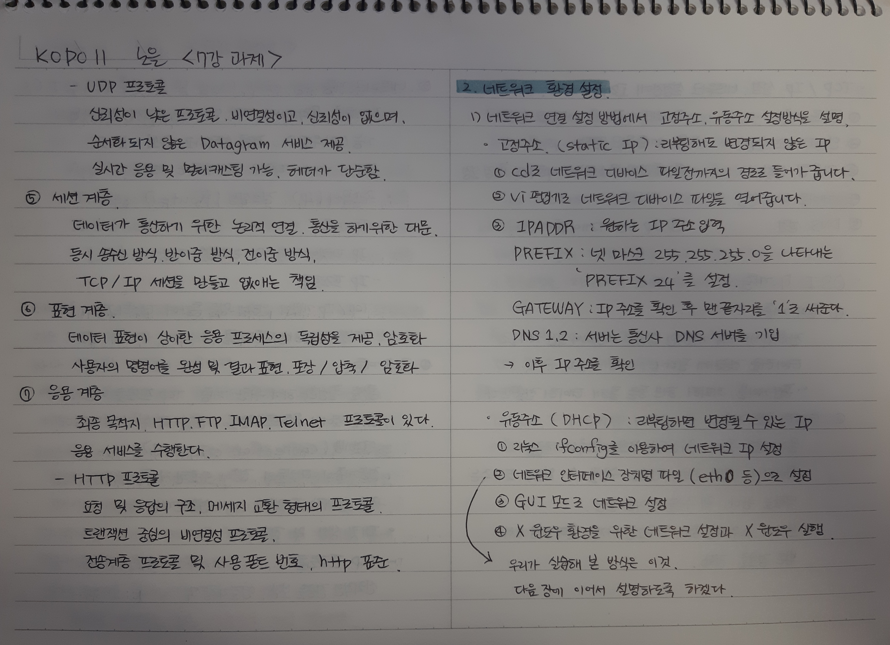 KOPO11 노을 <7강 과제>
- UDP 프로토콜
신뢰성이 낮은 프로토콜. 비연결성이고, 신뢰성이 없으며,
순서화 되지 않은 Datagram 서비스 제공.
실시간 응용 및 멀티캐스팅 가능. 헤더가 단순함.
⑤ 세션 계층
데이터가 통신하기 위한 논리적 연결. 통신을 하기위한 대문.
동시 송수신 방식, 반이중 방식, 전이중 방식.
TCP/IP 세션을 만들고 없애는 책임
⑥ 표현 계층.
데이터 표현이 상이한 응용 프로세스의 독립성을 제공, 암호화
사용자의 명령어를 완성 및 결과 표현. 포장 / 압축 / 암호화
⑦ 응용 계층
최종 목적지. HTTP. FTP. IMAP. Telnet 프로토콜이 있다.
응용 서비스를 수행한다.
- HTTP 프로토콜
요청 및 응답의 구조, 메세지 교환 형태의 프로토콜.
트랜잭션 중심의 비연결성 프로토콜.
전송계층 프로토콜 및 사용 포트 번호. http 표준.
2. 네트워크 환경 설정.
1) 네트워크 연결 설정 방법에서 고정주소, 유동주소 설정방식으로 설명.
· 고정주소. (static Ip) : 리부팅해도 변경되지 않은 IP
① cd로 네트워크 디바이스 파일전까지의 경로로 들어가 줍니다.
② vi 편집기로 네트워크 디바이스 파일을 열어줍니다.
③ IPADDR : 원하는 IP 주소 입력
PREFIX : 넷 마스크 255.255.255.0을 나타내는
'PREFIX 24'를 설정.
GATEWAY : IP 주소를 확인 후 맨 끝자리를 '1'로 써준다.
DNS 1, 2 : 서버는 통신사 DNS 서버를 기입
→ 이후 IP 주소를 확인
· 유동주소 (DHCP) : 리부팅하면 변경될 수 있는 IP
① 리눅스 ifconfig를 이용하여 네트워크 IP 설정
② 네트워크 인터페이스 장치명 파일 (eth0 등)으로 설정
③ GUI 모드로 네트워크 설정
④ X 윈도우 환경을 위한 네트워크 설정과 X 윈도우 실행.
우리가 실습해 본 방식은 이것.
다음 장에 이어서 설명하도록 하겠다.